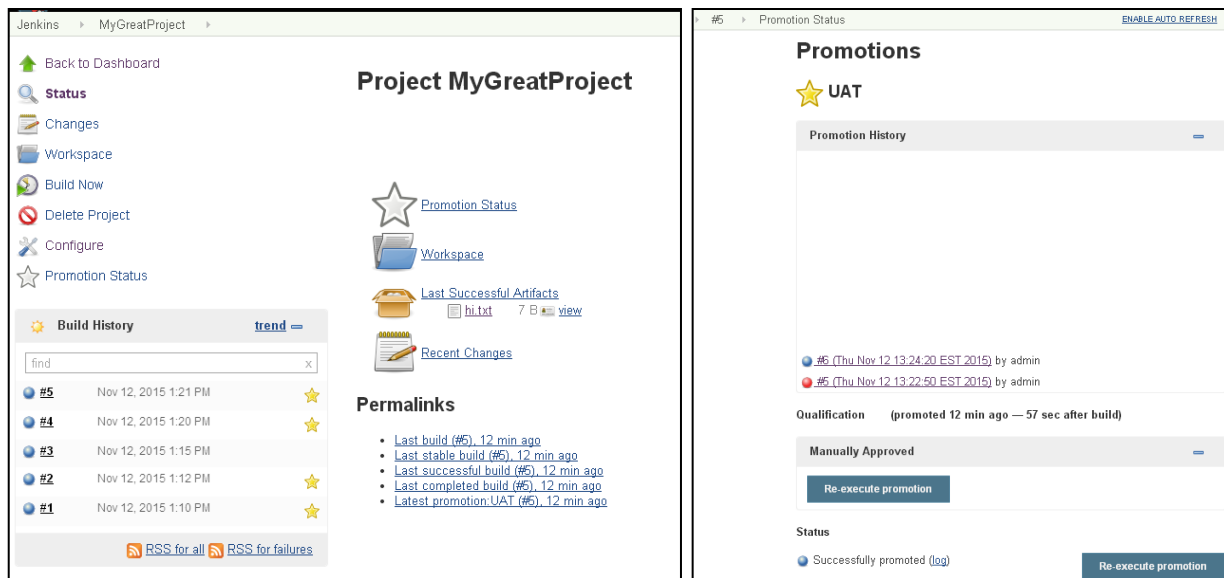 Jenkins MyGreatProject
Back to Dashboard
Status
Changes
Workspace
Build Now
Delete Project
Configure
Promotion Status
Build History trend
find x
#5 Nov 12, 2015 1:21 PM
#4 Nov 12, 2015 1:20 PM
#3 Nov 12, 2015 1:15 PM
#2 Nov 12, 2015 1:12 PM
#1 Nov 12, 2015 1:10 PM
RSS for all RSS for failures
Project MyGreatProject
Promotion Status
Workspace
Last Successful Artifacts
hi.txt 7 B view
Recent Changes
Permalinks
Last build (#5), 12 min ago
Last stable build (#5), 12 min ago
Last successful build (#5), 12 min ago
Last completed build (#5), 12 min ago
Latest promotion:UAT (#5), 12 min ago
#5 Promotion Status ENABLE AUTO REFRESH
Promotions
UAT
Promotion History
#6 (Thu Nov 12 13:24:20 EST 2015) by admin
#5 (Thu Nov 12 13:22:50 EST 2015) by admin
Qualification (promoted 12 min ago — 57 sec after build)
Manually Approved
Re-execute promotion
Status
Successfully promoted (log)
Re-execute promotion